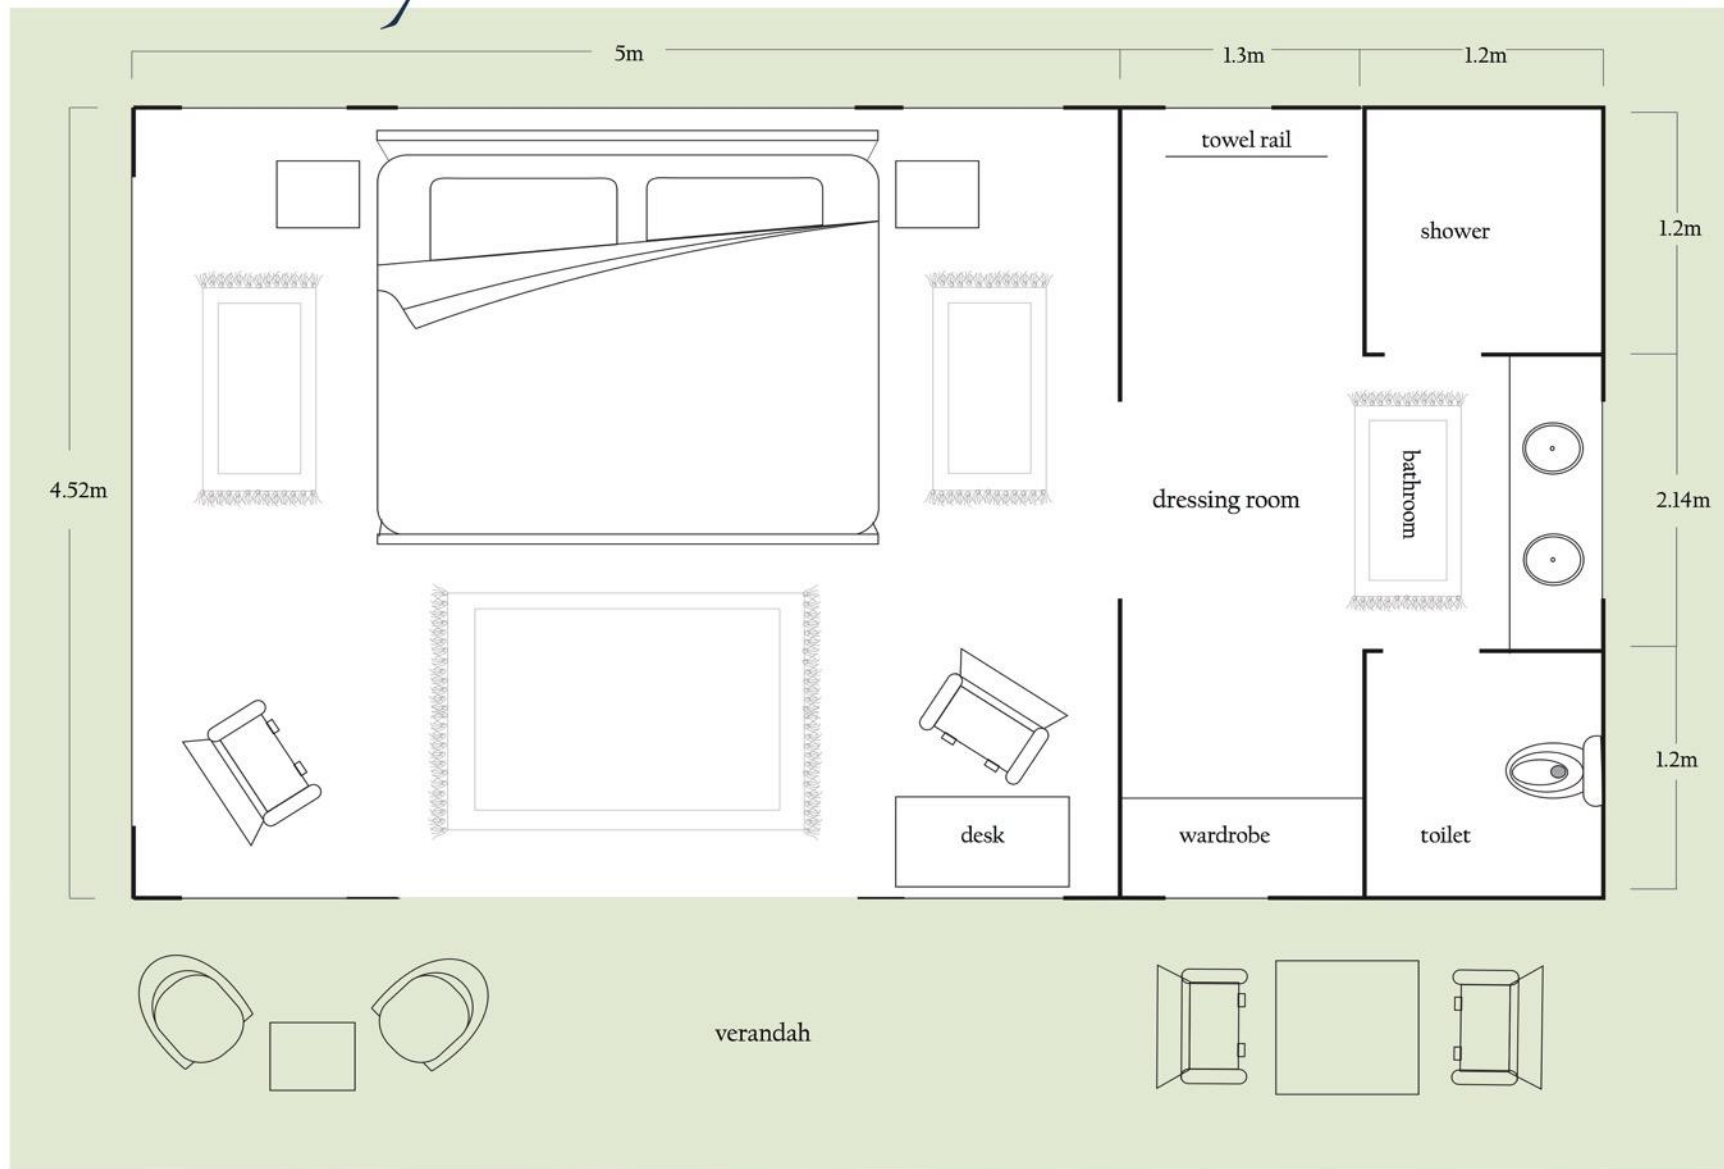 5m
1.3m
1.2m
towel rail
shower
1.2m
4.52m
dressing room
bathroom
2.14m
1.2m
desk
wardrobe
toilet
verandah